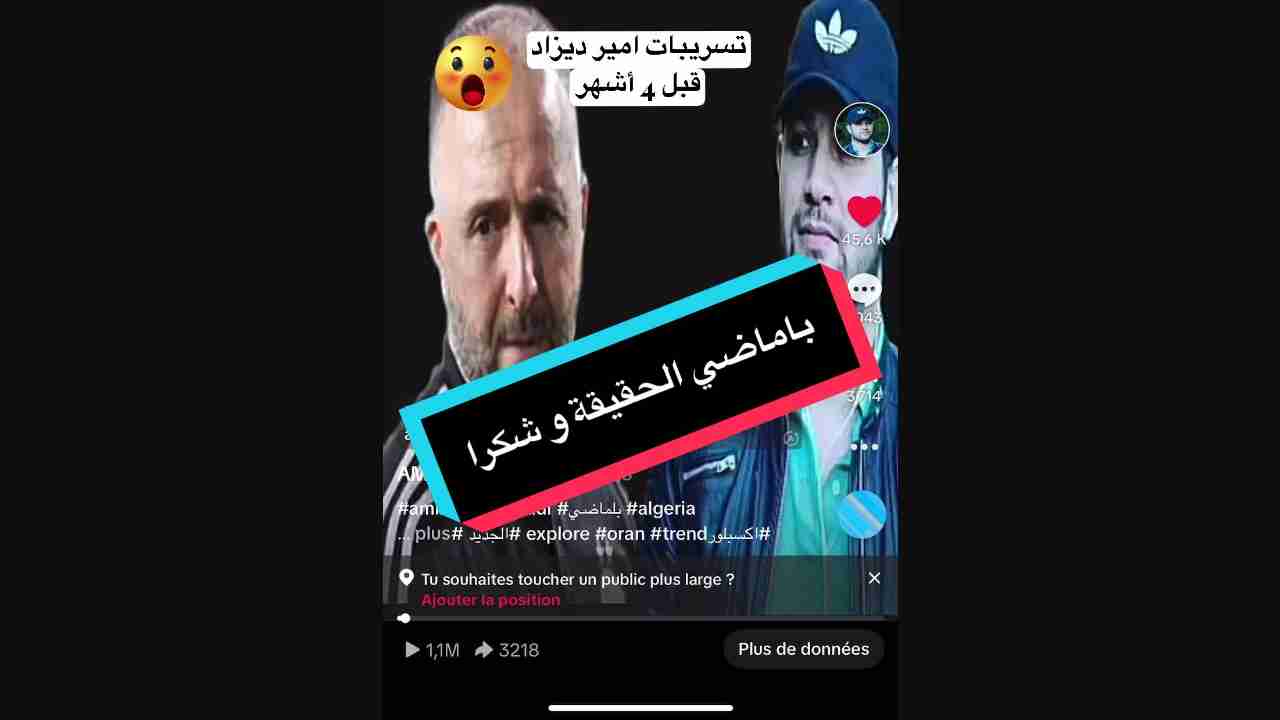 تسريبات امير ديزاد
قبل 4 أشهر
45,6 K
باماضي الحقيقة و شكرا
3714
#algeria #بلماضي
#اكسبلور #explore #oran #trend #الجديد #plus ...
Tu souhaites toucher un public plus large ?
Ajouter la position
1,1M
3218
Plus de données